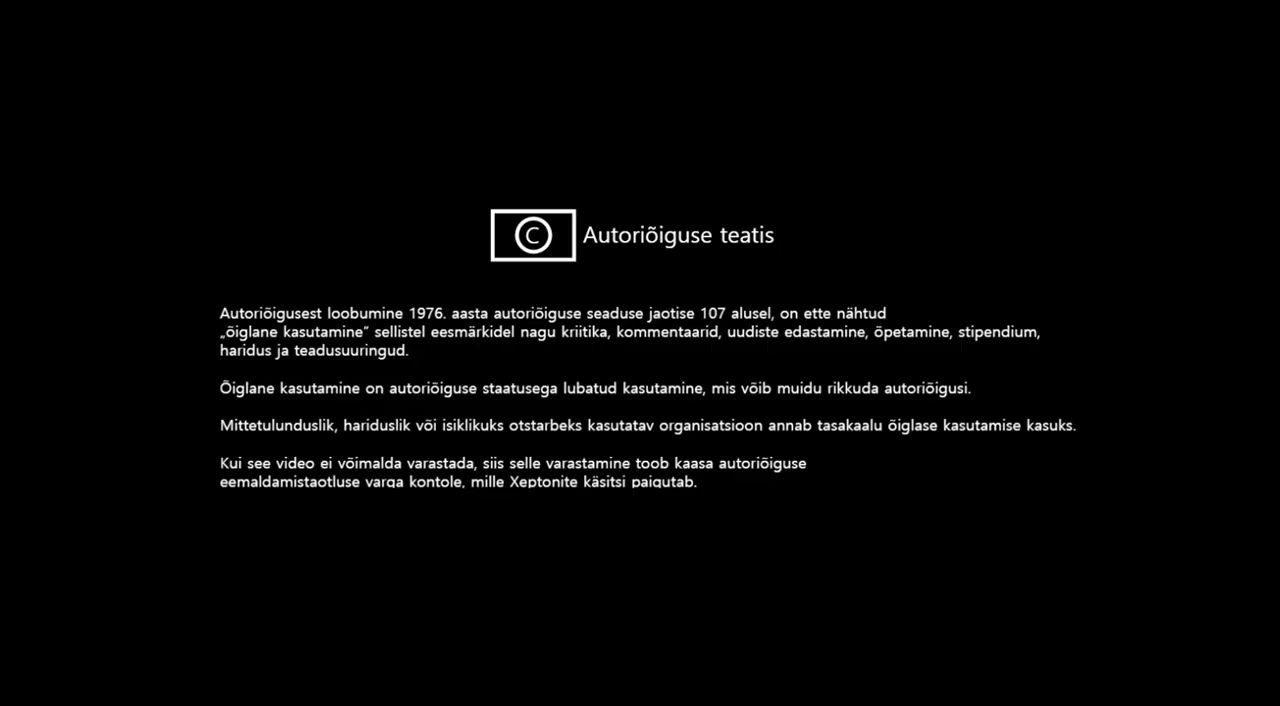 © Autoriõiguse teatis
Autoriõigusest loobumine 1976. aasta autoriõiguse seaduse jaotise 107 alusel, on ette nähtud
„õiglane kasutamine” sellistel eesmärkidel nagu kriitika, kommentaarid, uudiste edastamine, õpetamine, stipendium,
haridus ja teadusuuringud.
Õiglane kasutamine on autoriõiguse staatusega lubatud kasutamine, mis võib muidu rikkuda autoriõigusi.
Mittetulunduslik, hariduslik või isiklikuks otstarbeks kasutatav organisatsioon annab tasakaalu õiglase kasutamise kasuks.
Kui see video ei võimalda varastada, siis selle varastamine toob kaasa autoriõiguse
eemaldamistaotluse varga kontole, mille Xeptonite käsitsi paigutab.